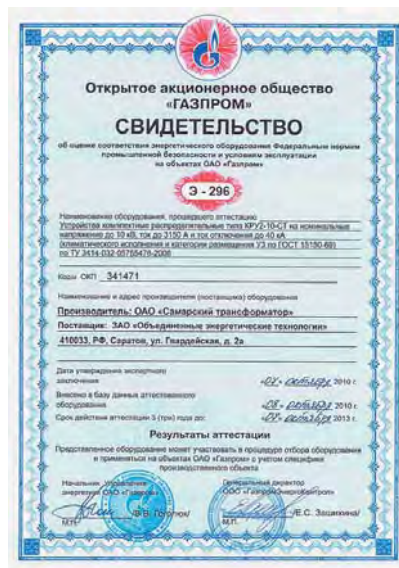 Открытое акционерное общество
«ГАЗПРОМ»
СВИДЕТЕЛЬСТВО
об оценке соответствия энергетического оборудования Федеральным нормам
промышленной безопасности и условиям эксплуатации
на объектах ОАО «Газпром»
Э - 296
Наименование оборудования, прошедшего аттестацию
Устройства комплектные распределительные типа КРУ2-10-СТ на номинальные
напряжение до 10 кВ, ток до 3150 А и ток отключения до 40 кА
(климатического исполнения и категории размещения У3 по ГОСТ 15150-69)
по ТУ 3414-032-05755476-2006
Коды ОКП 341471
Наименование и адрес производителя (поставщика) оборудования
Производитель: ОАО «Самарский трансформатор»
Поставщик: ЗАО «Объединенные энергетические технологии»
410033, РФ, Саратов, ул. Гвардейская, д. 2а
Дата утверждения экспертного
заключения октября 2010 г.
Внесено в базу данных аттестованного
оборудования октября 2010 г.
Срок действия аттестации 3 (три) года до: октября 2013 г.
Результаты аттестации
Представленное оборудование может участвовать в процедуре отбора оборудования
и применяться на объектах ОАО «Газпром» с учетом специфики
производственного объекта
Начальник Управления
энергетики ОАО «Газпром»
М.П.
Генеральный директор
ООО «ГазпромЭнергоКонтроль»
/Е.С. Защихина/
М.П.